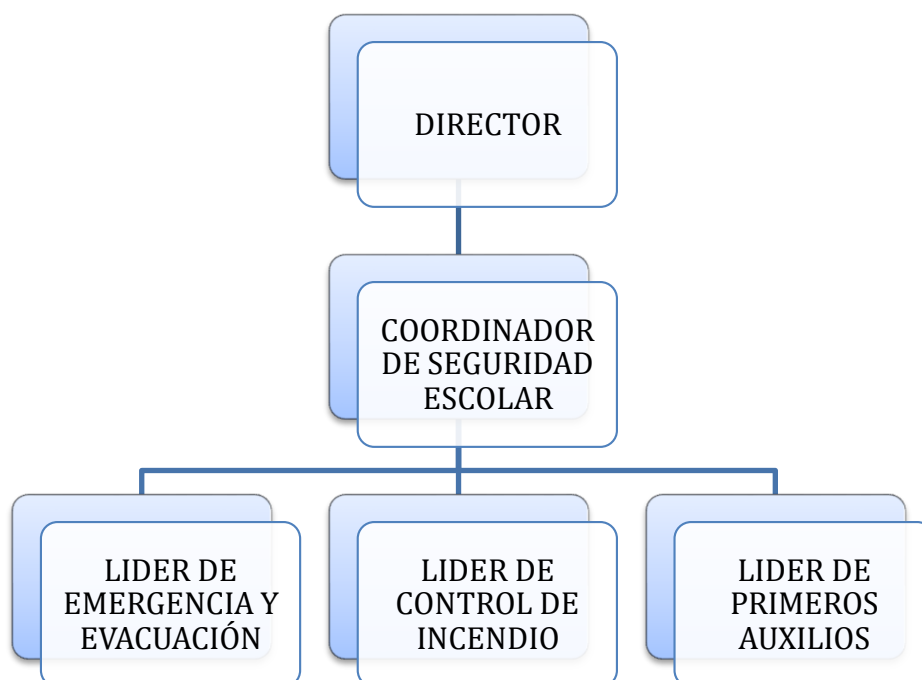 DIRECTOR
COORDINADOR
DE SEGURIDAD
ESCOLAR
LIDER DE
EMERGENCIA Y
EVACUACIÓN
LIDER DE
CONTROL DE
INCENDIO
LIDER DE
PRIMEROS
AUXILIOS